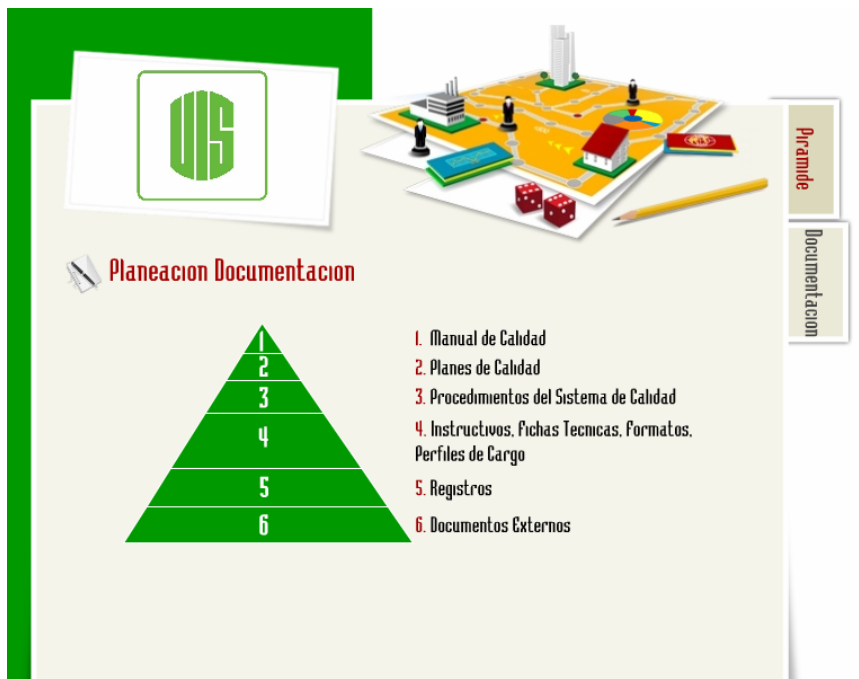 UIS
Piramide
Documentacion
Planeacion Documentacion
1
2
3
4
5
6
1. Manual de Calidad
2. Planes de Calidad
3. Procedimientos del Sistema de Calidad
4. Instructivos, Fichas Tecnicas, Formatos,
Perfiles de Cargo
5. Registros
6. Documentos Externos